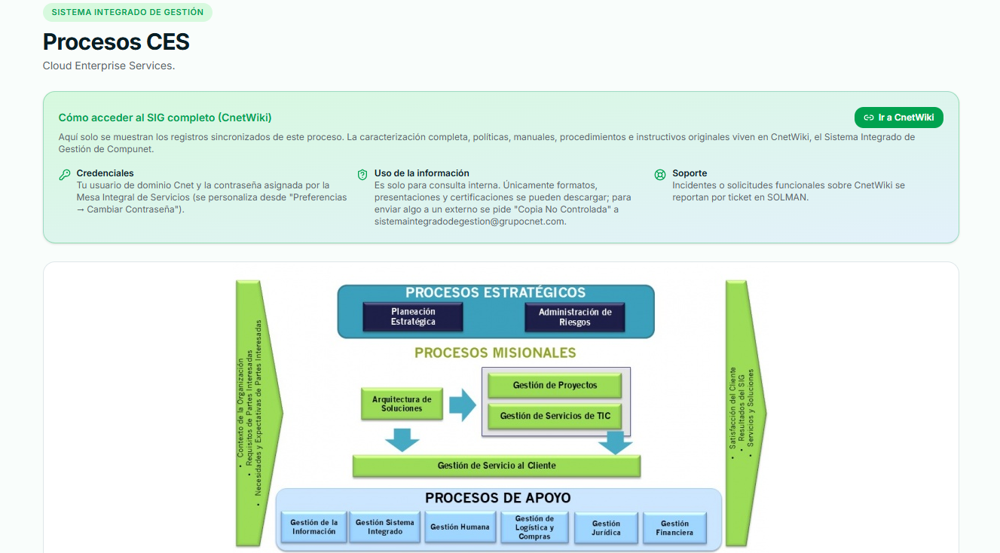 SISTEMA INTEGRADO DE GESTIÓN
Procesos CES
Cloud Enterprise Services.
Cómo acceder al SIG completo (CnetWiki)
Ir a CnetWiki
Aquí solo se muestran los registros sincronizados de este proceso. La caracterización completa, políticas, manuales, procedimientos e instructivos originales viven en CnetWiki, el Sistema Integrado de
Gestión de Compunet.
Credenciales
Tu usuario de dominio Cnet y la contraseña asignada por la
Mesa Integral de Servicios (se personaliza desde "Preferencias
→ Cambiar Contraseña").
Uso de la información
Es solo para consulta interna. Únicamente formatos,
presentaciones y certificaciones se pueden descargar; para
enviar algo a un externo se pide "Copia No Controlada" a
sistemaintegradodegestion@grupocnet.com.
Soporte
Incidentes o solicitudes funcionales sobre CnetWiki se
reportan por ticket en SOLMAN.
• Contexto de la Organización
• Requisitos de Partes Interesadas
• Necesidades y Expectativas de Partes Interesadas
PROCESOS ESTRATÉGICOS
Planeación
Estratégica
Administración de
Riesgos
PROCESOS MISIONALES
Arquitectura de
Soluciones
Gestión de Proyectos
Gestión de Servicios de TIC
Gestión de Servicio al Cliente
PROCESOS DE APOYO
Gestión de la
Información
Gestión Sistema
Integrado
Gestión Humana
Gestión de
Logística y
Compras
Gestión
Jurídica
Gestión
Financiera
• Satisfacción del Cliente
• Resultados del SIG
• Servicios y Soluciones